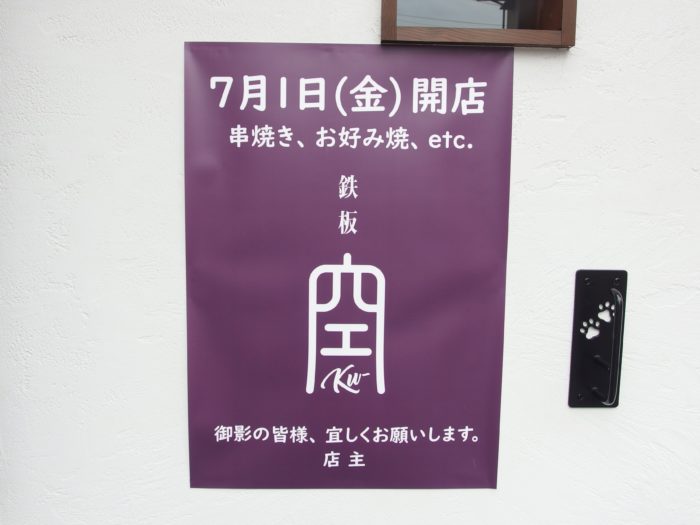 7月1日(金)開店
串焼き、お好み焼、etc.
鉄板
空
Ku-
御影の皆様、宜しくお願いします。
店主